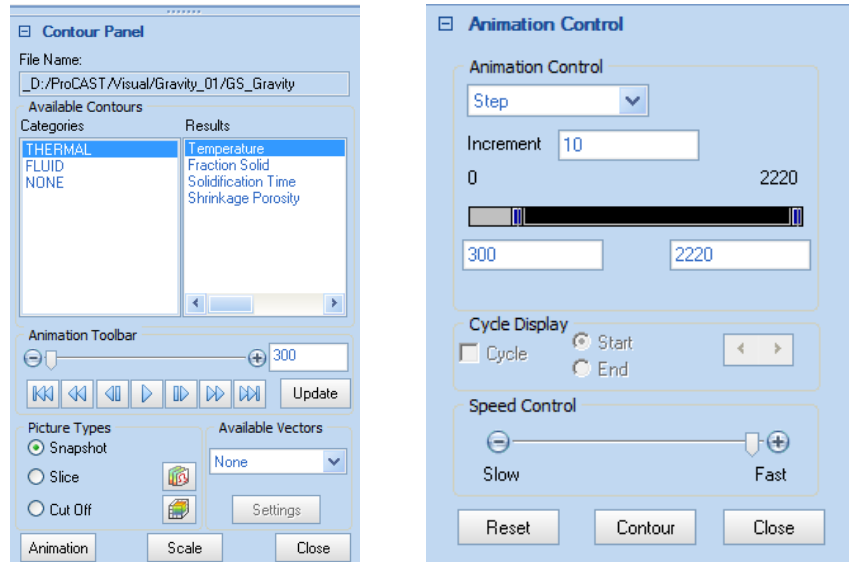 Contour Panel
File Name:
_D:/ProCAST/Visual/Gravity_01/GS_Gravity
Available Contours
Categories Results
THERMAL
FLUID
NONE
Temperature
Fraction Solid
Solidification Time
Shrinkage Porosity
Animation Toolbar
300
Update
Picture Types
Snapshot
Slice
Cut Off
Available Vectors
None
Settings
Animation Scale Close
Animation Control
Animation Control
Step
Increment 10
0 2220
300 2220
Cycle Display
Cycle
Start
End
Speed Control
Slow Fast
Reset Contour Close